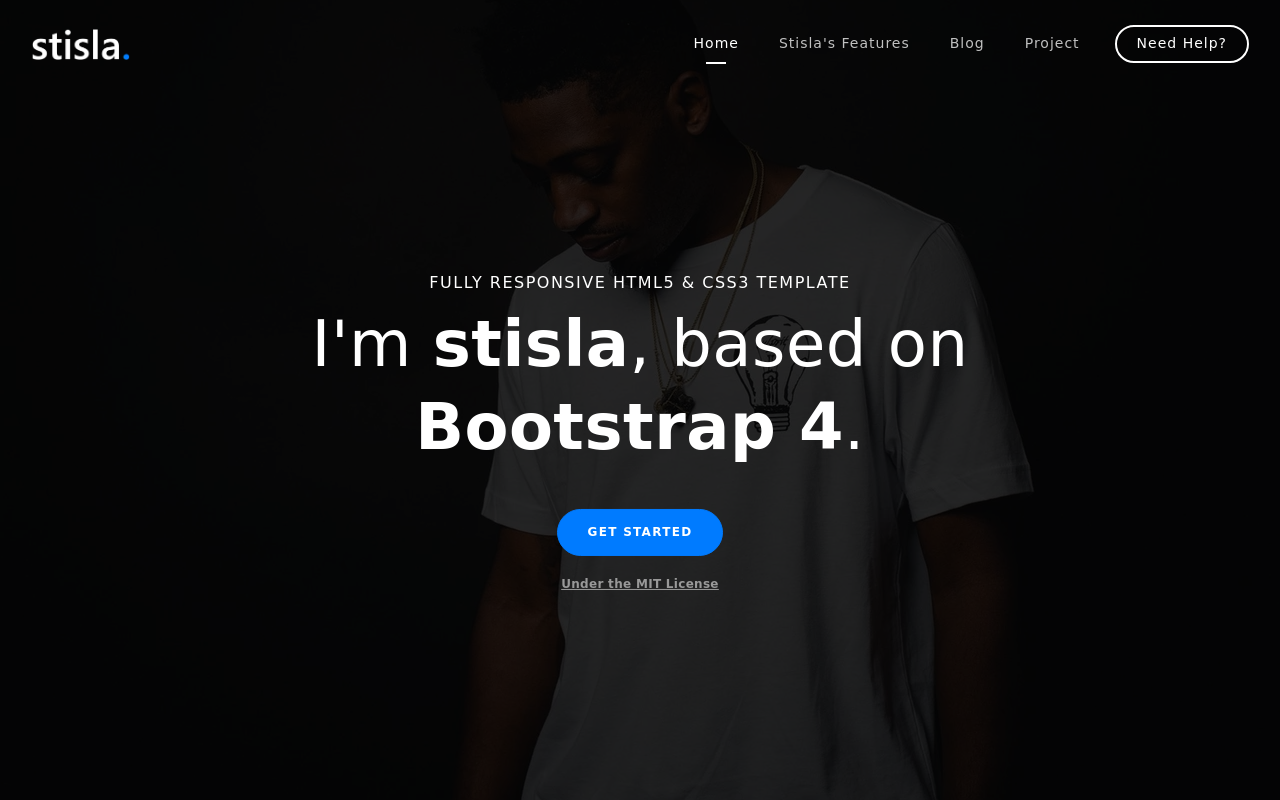 stisla.
Home
Stisla's Features
Blog
Project
Need Help?
FULLY RESPONSIVE HTML5 & CSS3 TEMPLATE
I'm stisla, based on
Bootstrap 4.
GET STARTED
Under the MIT License